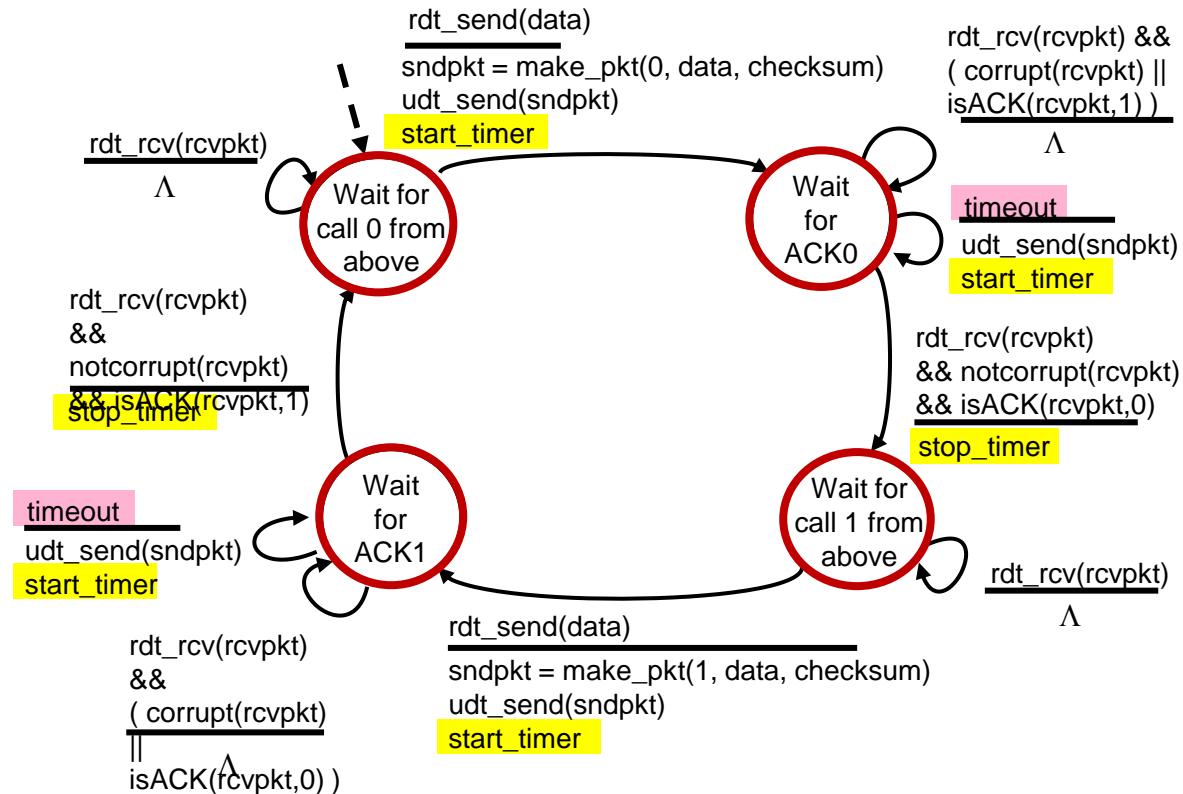 rdt_send(data)
sndpkt = make_pkt(0, data, checksum)
udt_send(sndpkt)
start_timer
rdt_rcv(rcvpkt) &&
( corrupt(rcvpkt) ||
isACK(rcvpkt,1) )
Λ
rdt_rcv(rcvpkt)
Λ
Wait for
call 0 from
above
Wait
for
ACK0
timeout
udt_send(sndpkt)
start_timer
rdt_rcv(rcvpkt)
&&
notcorrupt(rcvpkt)
&& isACK(rcvpkt,1)
stop_timer
rdt_rcv(rcvpkt)
&& notcorrupt(rcvpkt)
&& isACK(rcvpkt,0)
stop_timer
Wait
for
ACK1
Wait for
call 1 from
above
timeout
udt_send(sndpkt)
start_timer
rdt_rcv(rcvpkt)
Λ
rdt_rcv(rcvpkt)
&&
( corrupt(rcvpkt)
||
isACK(rcvpkt,0) )
Λ
rdt_send(data)
sndpkt = make_pkt(1, data, checksum)
udt_send(sndpkt)
start_timer